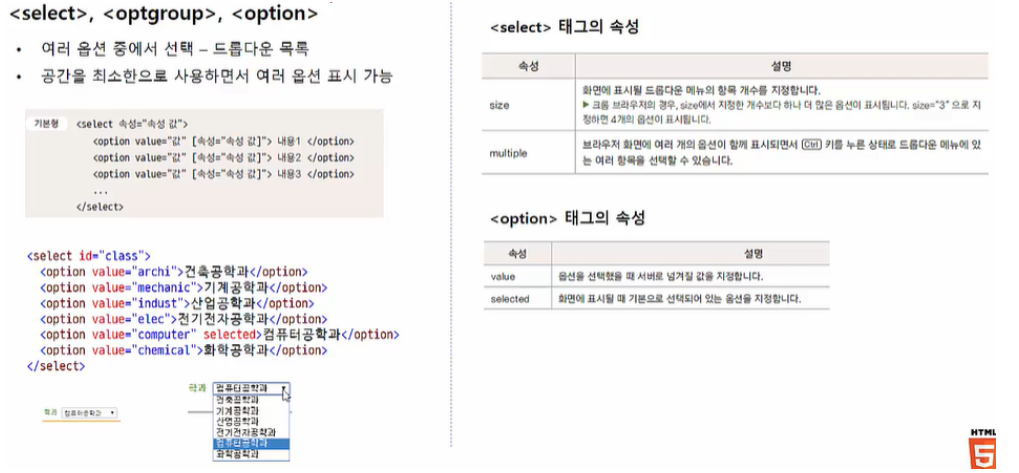 <select>, <optgroup>, <option>
• 여러 옵션 중에서 선택 – 드롭다운 목록
• 공간을 최소한으로 사용하면서 여러 옵션 표시 가능
기본형
<select 속성="속성 값">
<option value="값" [속성="속성 값"]> 내용1 </option>
<option value="값" [속성="속성 값]"> 내용2 </option>
<option value="값" [속성="속성 값]"> 내용3 </option>
...
</select>
<select id="class">
<option value="archi">건축공학과</option>
<option value="mechanic">기계공학과</option>
<option value="indust">산업공학과</option>
<option value="elec">전기전자공학과</option>
<option value="computer" selected>컴퓨터공학과</option>
<option value="chemical">화학공학과</option>
</select>
학과 컴퓨터공학과
학과 컴퓨터공학과
건축공학과
기계공학과
산업공학과
전기전자공학과
컴퓨터공학과
화학공학과
<select> 태그의 속성
속성 설명
size
화면에 표시될 드롭다운 메뉴의 항목 개수를 지정합니다.
▶ 크롬 브라우저의 경우, size에서 지정한 개수보다 하나 더 많은 옵션이 표시됩니다. size="3" 으로 지
정하면 4개의 옵션이 표시됩니다.
multiple
브라우저 화면에 여러 개의 옵션이 함께 표시되면서 Ctrl 키를 누른 상태로 드롭다운 메뉴에 있
는 여러 항목을 선택할 수 있습니다.
<option> 태그의 속성
속성 설명
value 옵션을 선택했을 때 서버로 넘겨질 값을 지정합니다.
selected 화면에 표시될 때 기본으로 선택되어 있는 옵션을 지정합니다.
HTML
5